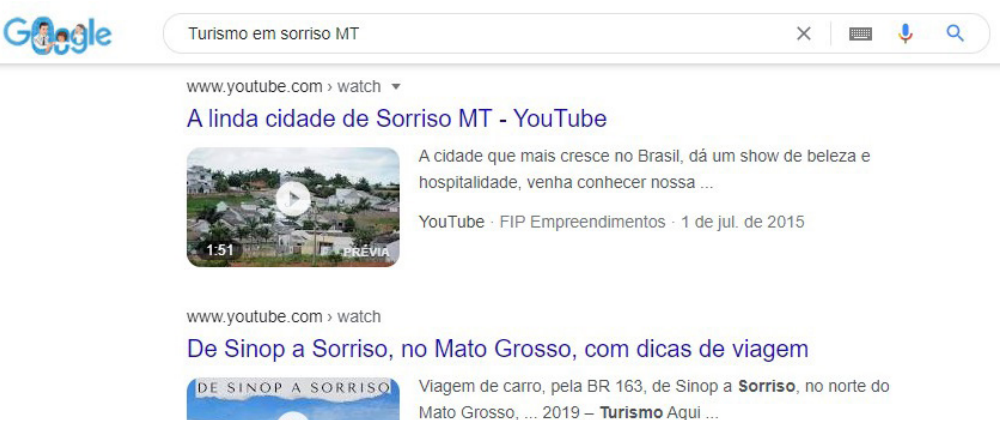 Google
Turismo em sorriso MT
www.youtube.com › watch
A linda cidade de Sorriso MT - YouTube
A cidade que mais cresce no Brasil, dá um show de beleza e
hospitalidade, venha conhecer nossa ...
YouTube · FIP Empreendimentos · 1 de jul. de 2015
1:51
PRÉVIA
www.youtube.com › watch
De Sinop a Sorriso, no Mato Grosso, com dicas de viagem
DE SINOP A SORRISO
Viagem de carro, pela BR 163, de Sinop a Sorriso, no norte do
Mato Grosso, ... 2019 – Turismo Aqui ...